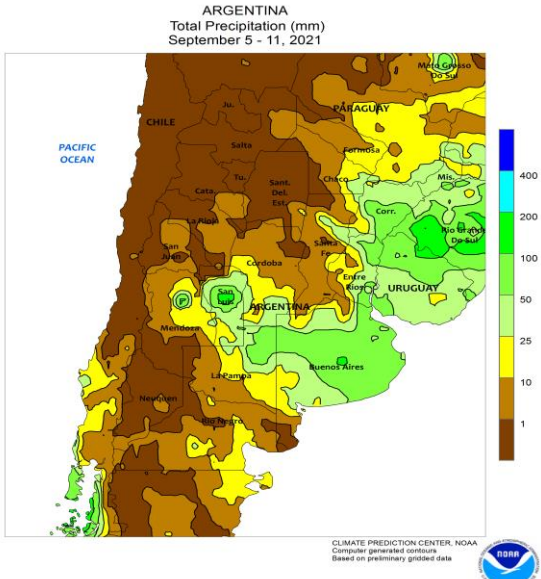 ARGENTINA
Total Precipitation (mm)
September 5 - 11, 2021
Mato Grosso
Do Sul
PARAGUAY
Ju.
CHILE
PACIFIC
OCEAN
Salta
Formosa
Tu.
Chaco
Mis.
Sant.
Del.
Est.
Cata.
Corr.
La Rioja
Rio Grande
Do Sul
San
Juan
Santa
Fe
Cordoba
Entre
Rios
URUGUAY
San
Luis
ARGENTINA
Mendoza
Buenos Aires
La Pampa
Neuquen
Rio Negro
400
200
100
50
25
10
1
CLIMATE PREDICTION CENTER, NOAA
Computer generated contours
Based on preliminary gridded data
NOAA